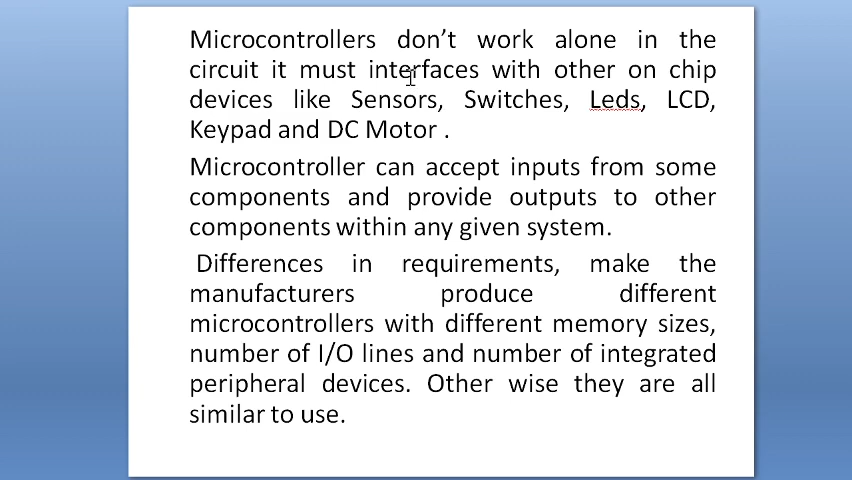 Microcontrollers don’t work alone in the
circuit it must interfaces with other on chip
devices like Sensors, Switches, Leds, LCD,
Keypad and DC Motor .
Microcontroller can accept inputs from some
components and provide outputs to other
components within any given system.
Differences in requirements, make the
manufacturers produce different
microcontrollers with different memory sizes,
number of I/O lines and number of integrated
peripheral devices. Other wise they are all
similar to use.